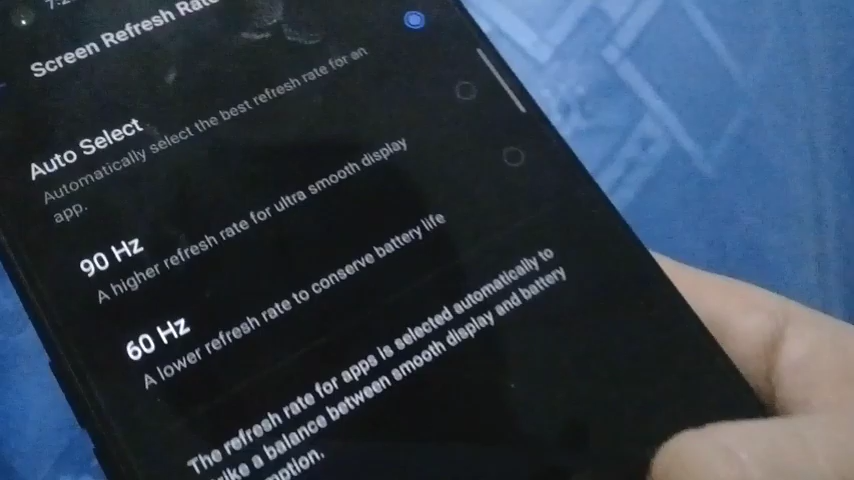 Screen Refresh Rate
Auto Select
Automatically select the best refresh rate for an
app.
90 Hz
A higher refresh rate for ultra smooth display
60 Hz
A lower refresh rate to conserve battery life
The refresh rate for apps is selected automatically to
a balance between smooth display and battery